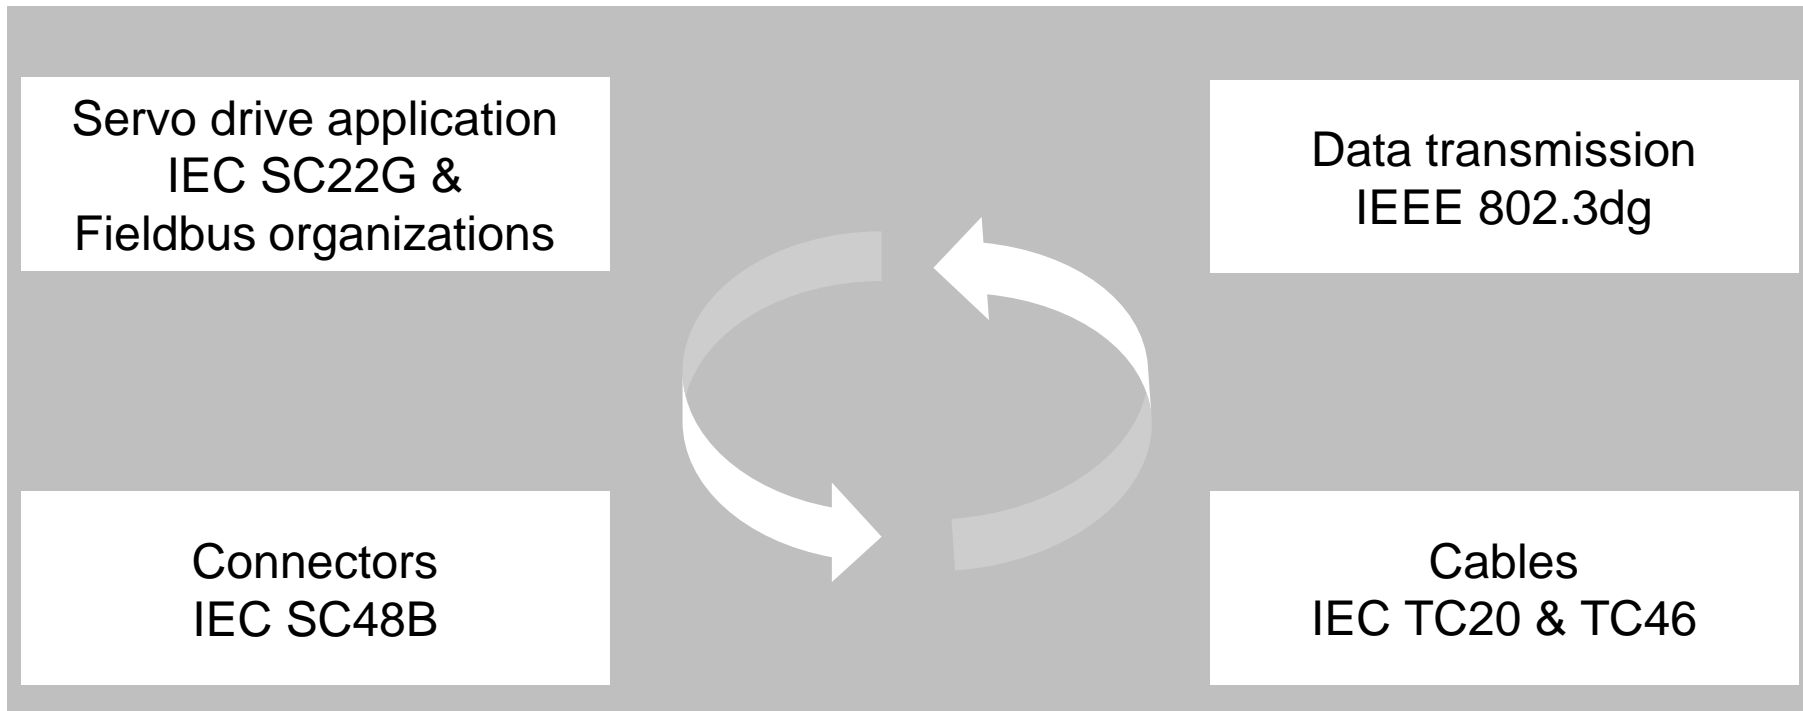 Servo drive application
IEC SC22G &
Fieldbus organizations
Data transmission
IEEE 802.3dg
Connectors
IEC SC48B
Cables
IEC TC20 & TC46